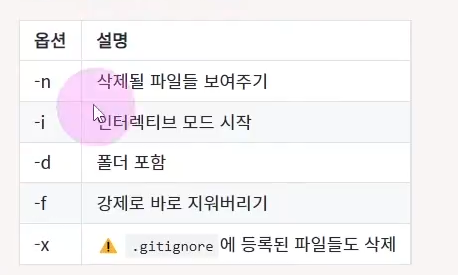 옵션 설명
-n 삭제될 파일들 보여주기
-i 인터렉티브 모드 시작
-d 폴더 포함
-f 강제로 바로 지워버리기
-x ⚠️ .gitignore 에 등록된 파일들도 삭제